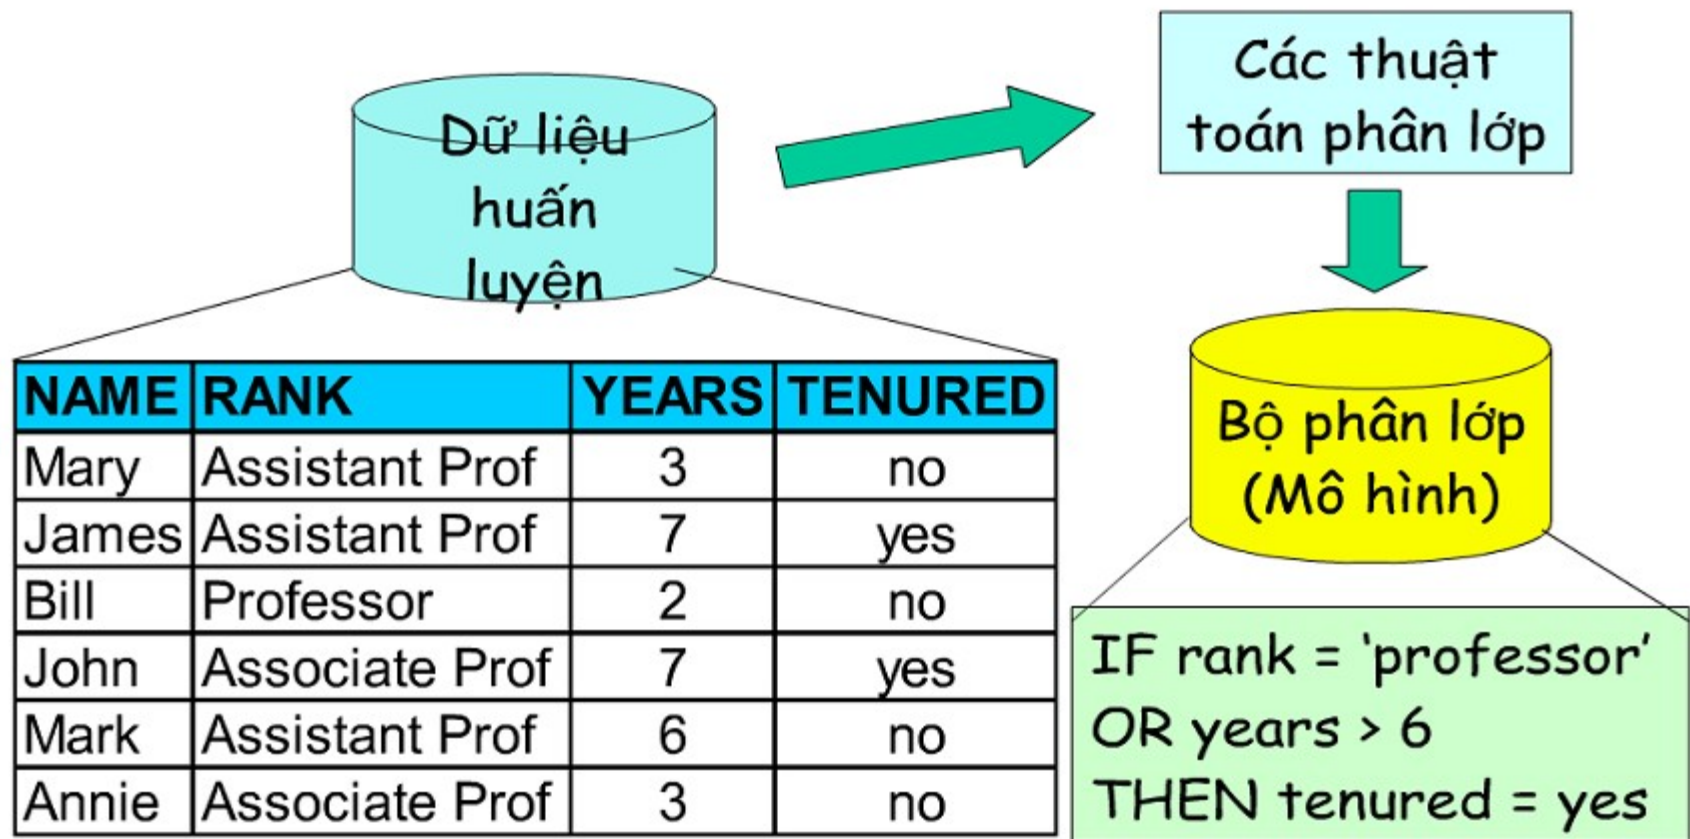 Dữ liệu
huấn
luyện
Các thuật
toán phân lớp
NAME RANK YEARS TENURED
Mary Assistant Prof 3 no
James Assistant Prof 7 yes
Bill Professor 2 no
John Associate Prof 7 yes
Mark Assistant Prof 6 no
Annie Associate Prof 3 no
Bộ phân lớp
(Mô hình)
IF rank = ‘professor’
OR years > 6
THEN tenured = yes